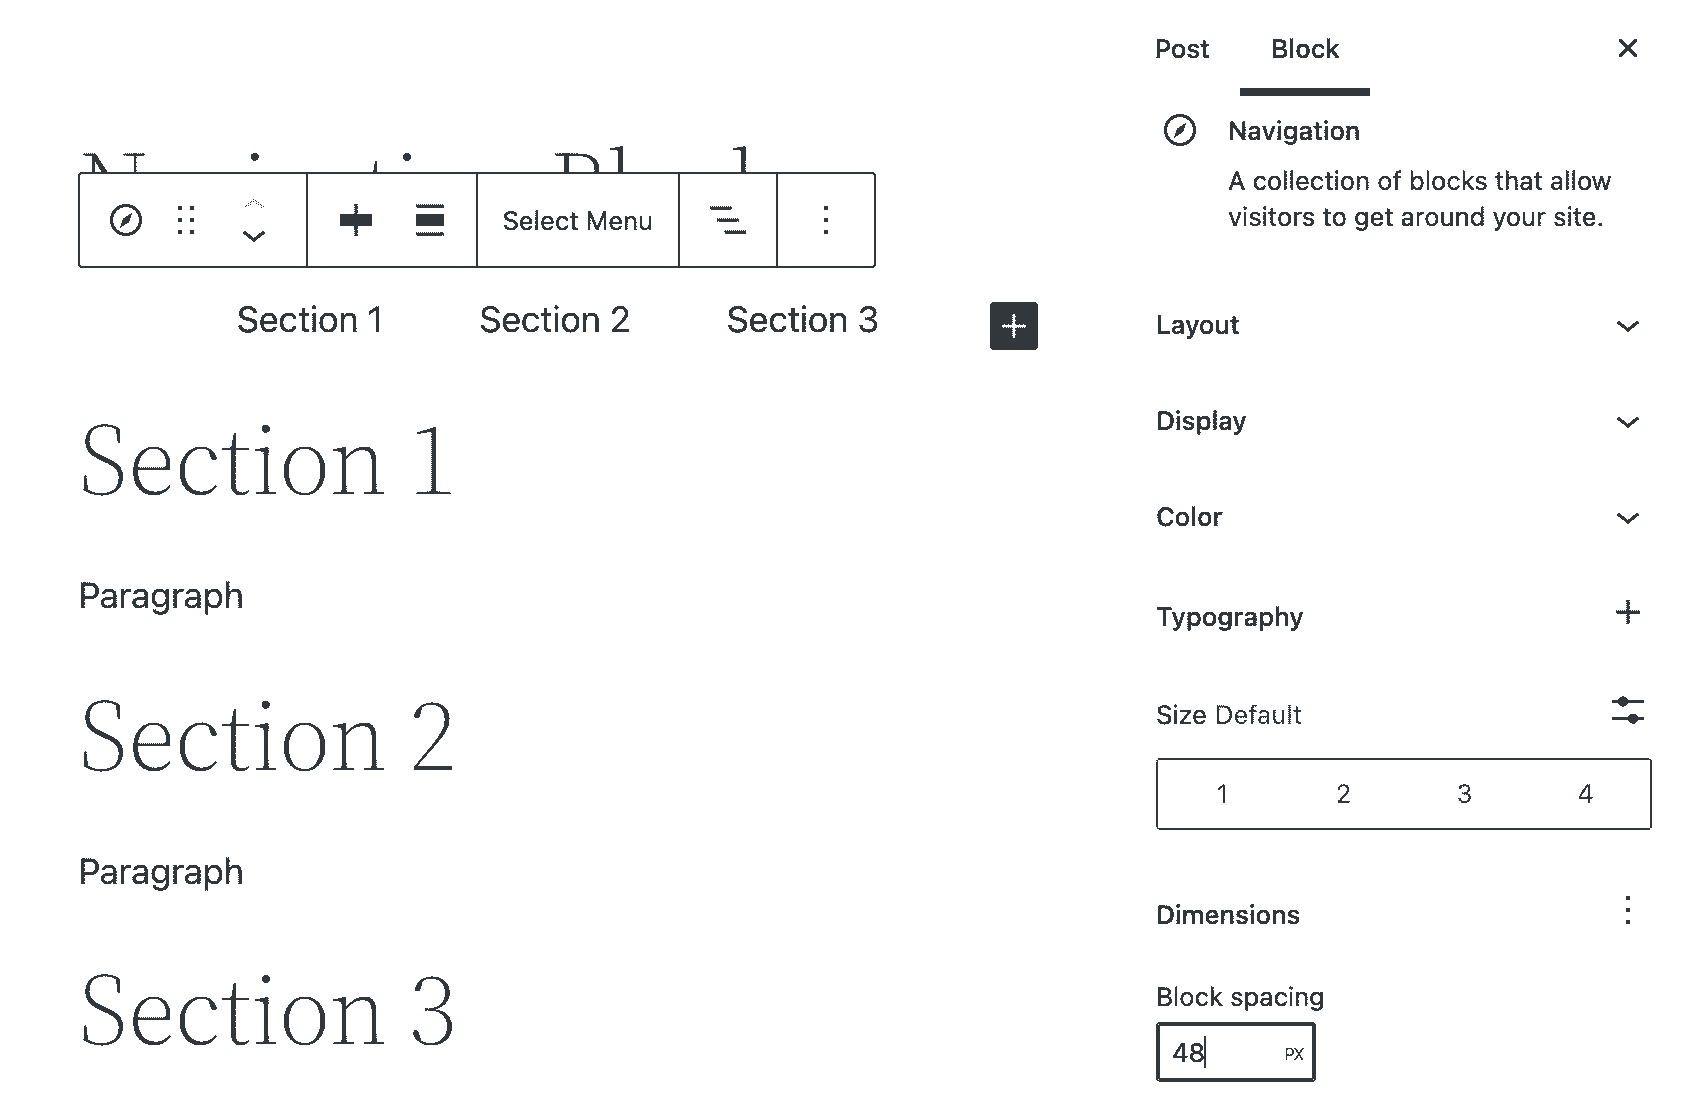 Post Block
Navigation
A collection of blocks that allow
visitors to get around your site.
Select Menu
Section 1 Section 2 Section 3
Section 1
Paragraph
Section 2
Paragraph
Section 3
Layout
Display
Color
Typography
Size Default
1 2 3 4
Dimensions
Block spacing
48 PX